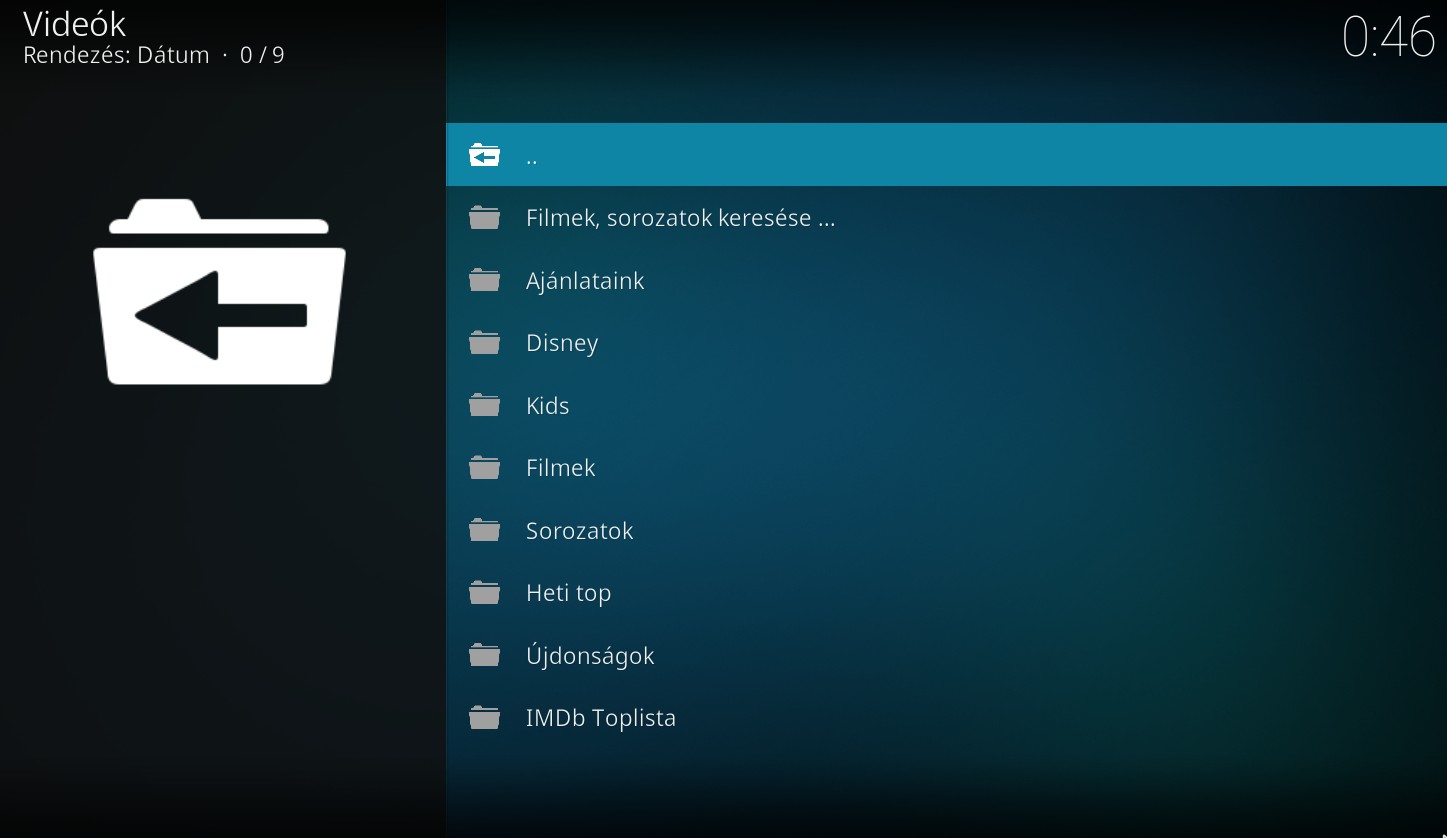 Videók
Rendezés: Dátum · 0 / 9
0:46
..
Filmek, sorozatok keresése ...
Ajánlataink
Disney
Kids
Filmek
Sorozatok
Heti top
Újdonságok
IMDb Toplista